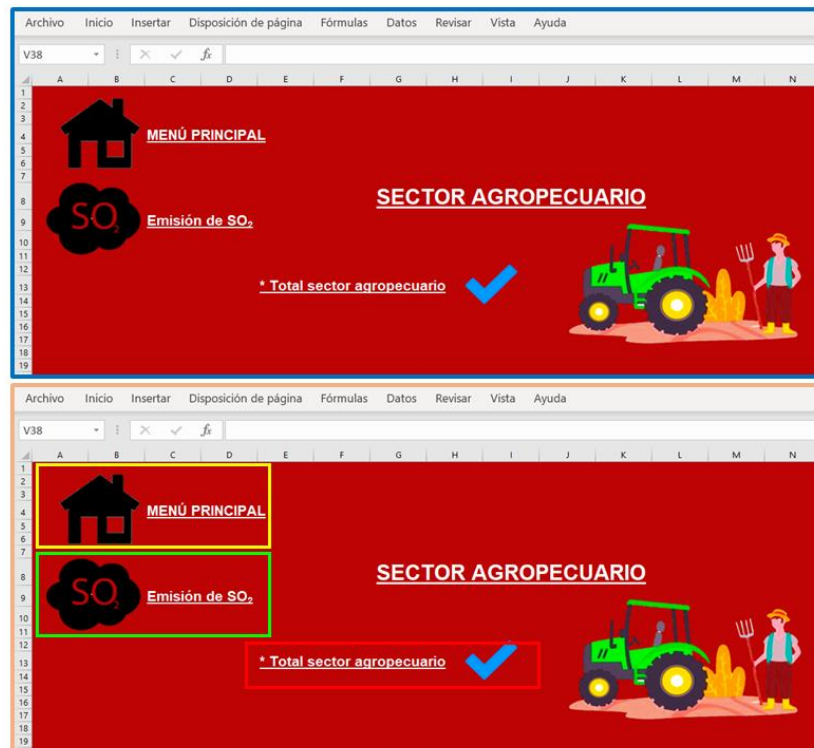 Archivo Inicio Insertar Disposición de página Fórmulas Datos Revisar Vista Ayuda
V38 fx
A B C D E F G H I J K L M N
1
2
3
4 MENÚ PRINCIPAL
5
6
7
8 SECTOR AGROPECUARIO
SO2
9 Emisión de SO₂
10
11
12
13 * Total sector agropecuario
14
15
16
17
18
19
Archivo Inicio Insertar Disposición de página Fórmulas Datos Revisar Vista Ayuda
V38 fx
A B C D E F G H I J K L M N
1
2
3
4 MENÚ PRINCIPAL
5
6
7
8 SECTOR AGROPECUARIO
SO2
9 Emisión de SO₂
10
11
12
13 * Total sector agropecuario
14
15
16
17
18
19